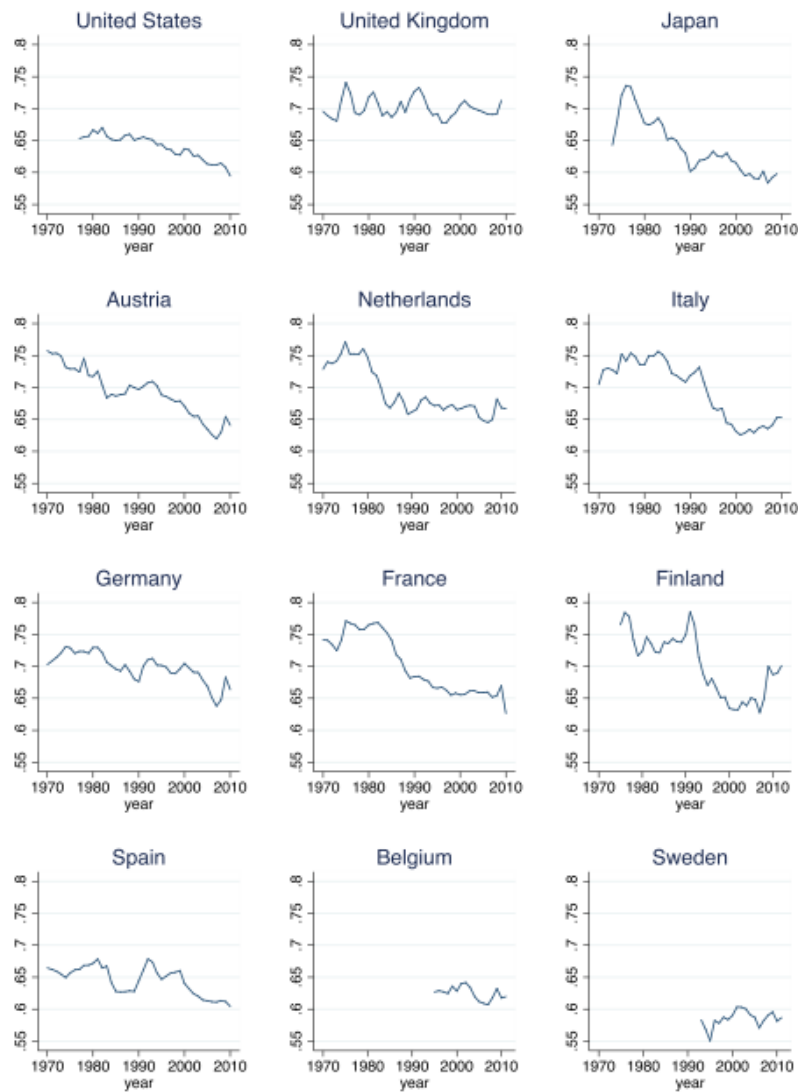 United States United Kingdom Japan
.8 .8 .8
.75 .75 .75
.7 .7 .7
.65 .65 .65
.6 .6 .6
.55 .55 .55
1970 1980 1990 2000 2010 1970 1980 1990 2000 2010 1970 1980 1990 2000 2010
year year year
Austria Netherlands Italy
.8 .8 .8
.75 .75 .75
.7 .7 .7
.65 .65 .65
.6 .6 .6
.55 .55 .55
1970 1980 1990 2000 2010 1970 1980 1990 2000 2010 1970 1980 1990 2000 2010
year year year
Germany France Finland
.8 .8 .8
.75 .75 .75
.7 .7 .7
.65 .65 .65
.6 .6 .6
.55 .55 .55
1970 1980 1990 2000 2010 1970 1980 1990 2000 2010 1970 1980 1990 2000 2010
year year year
Spain Belgium Sweden
.8 .8 .8
.75 .75 .75
.7 .7 .7
.65 .65 .65
.6 .6 .6
.55 .55 .55
1970 1980 1990 2000 2010 1970 1980 1990 2000 2010 1970 1980 1990 2000 2010
year year year